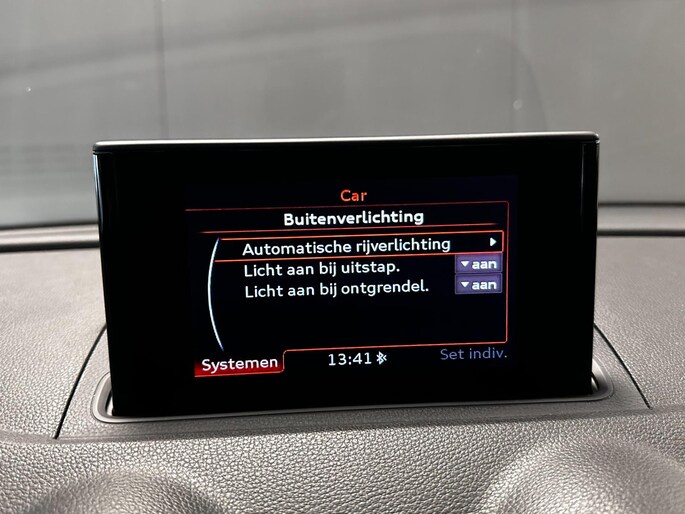 Car
Buitenverlichting
Automatische rijverlichting
Licht aan bij uitstap. aan
Licht aan bij ontgrendel. aan
Systemen 13:41 Set indiv.